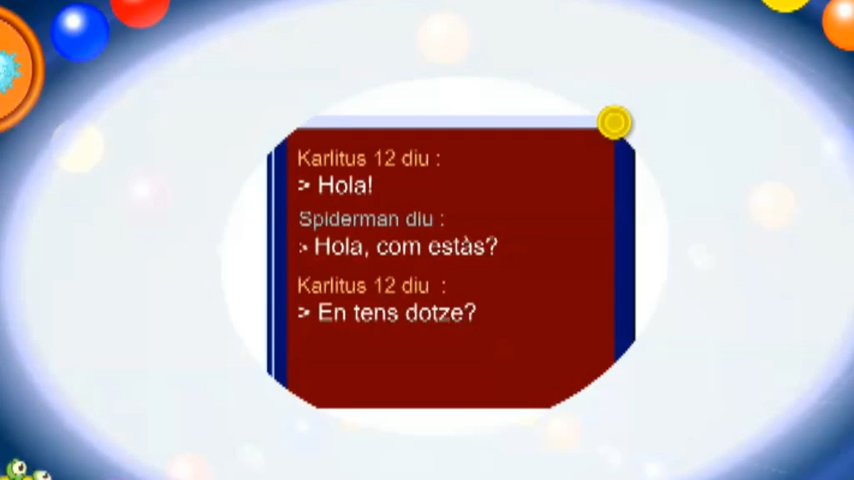 Karlitus 12 diu :
> Hola!
Spiderman diu :
> Hola, com estàs?
Karlitus 12 diu :
> En tens dotze?